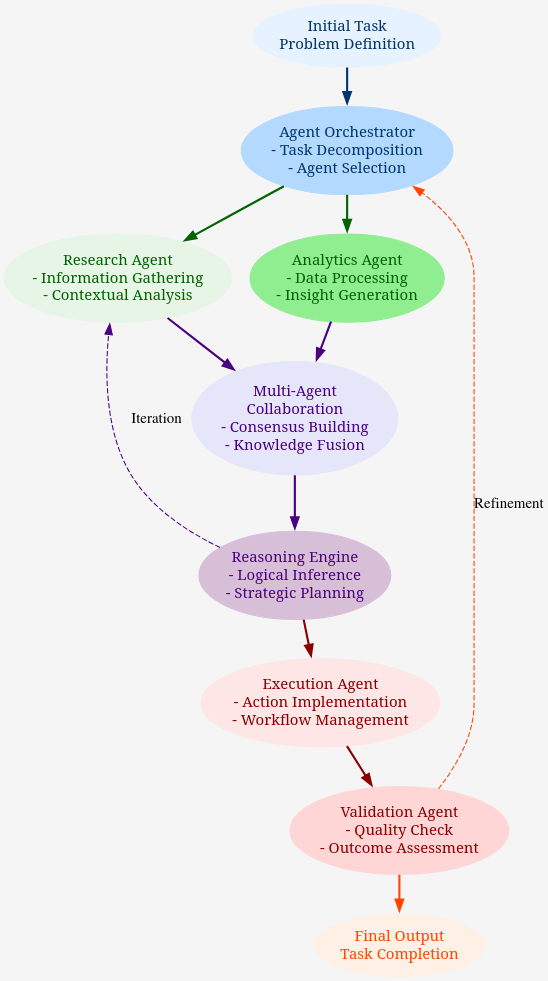 Initial Task
Problem Definition
Agent Orchestrator
- Task Decomposition
- Agent Selection
Research Agent
- Information Gathering
- Contextual Analysis
Analytics Agent
- Data Processing
- Insight Generation
Iteration
Multi-Agent
Collaboration
- Consensus Building
- Knowledge Fusion
Refinement
Reasoning Engine
- Logical Inference
- Strategic Planning
Execution Agent
- Action Implementation
- Workflow Management
Validation Agent
- Quality Check
- Outcome Assessment
Final Output
Task Completion